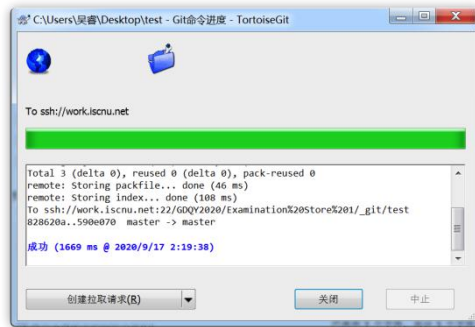 C:\Users\吴睿\Desktop\test - Git命令进度 - TortoiseGit
To ssh://work.iscnu.net
Total 3 (delta 0), reused 0 (delta 0), pack-reused 0
remote: Storing packfile... done (46 ms)
remote: Storing index... done (108 ms)
To ssh://work.iscnu.net:22/GDQY2020/Examination%20Store%201/_git/test
828620a..590e070 master -> master
成功 (1669 ms @ 2020/9/17 2:19:38)
创建拉取请求(R)
关闭
中止